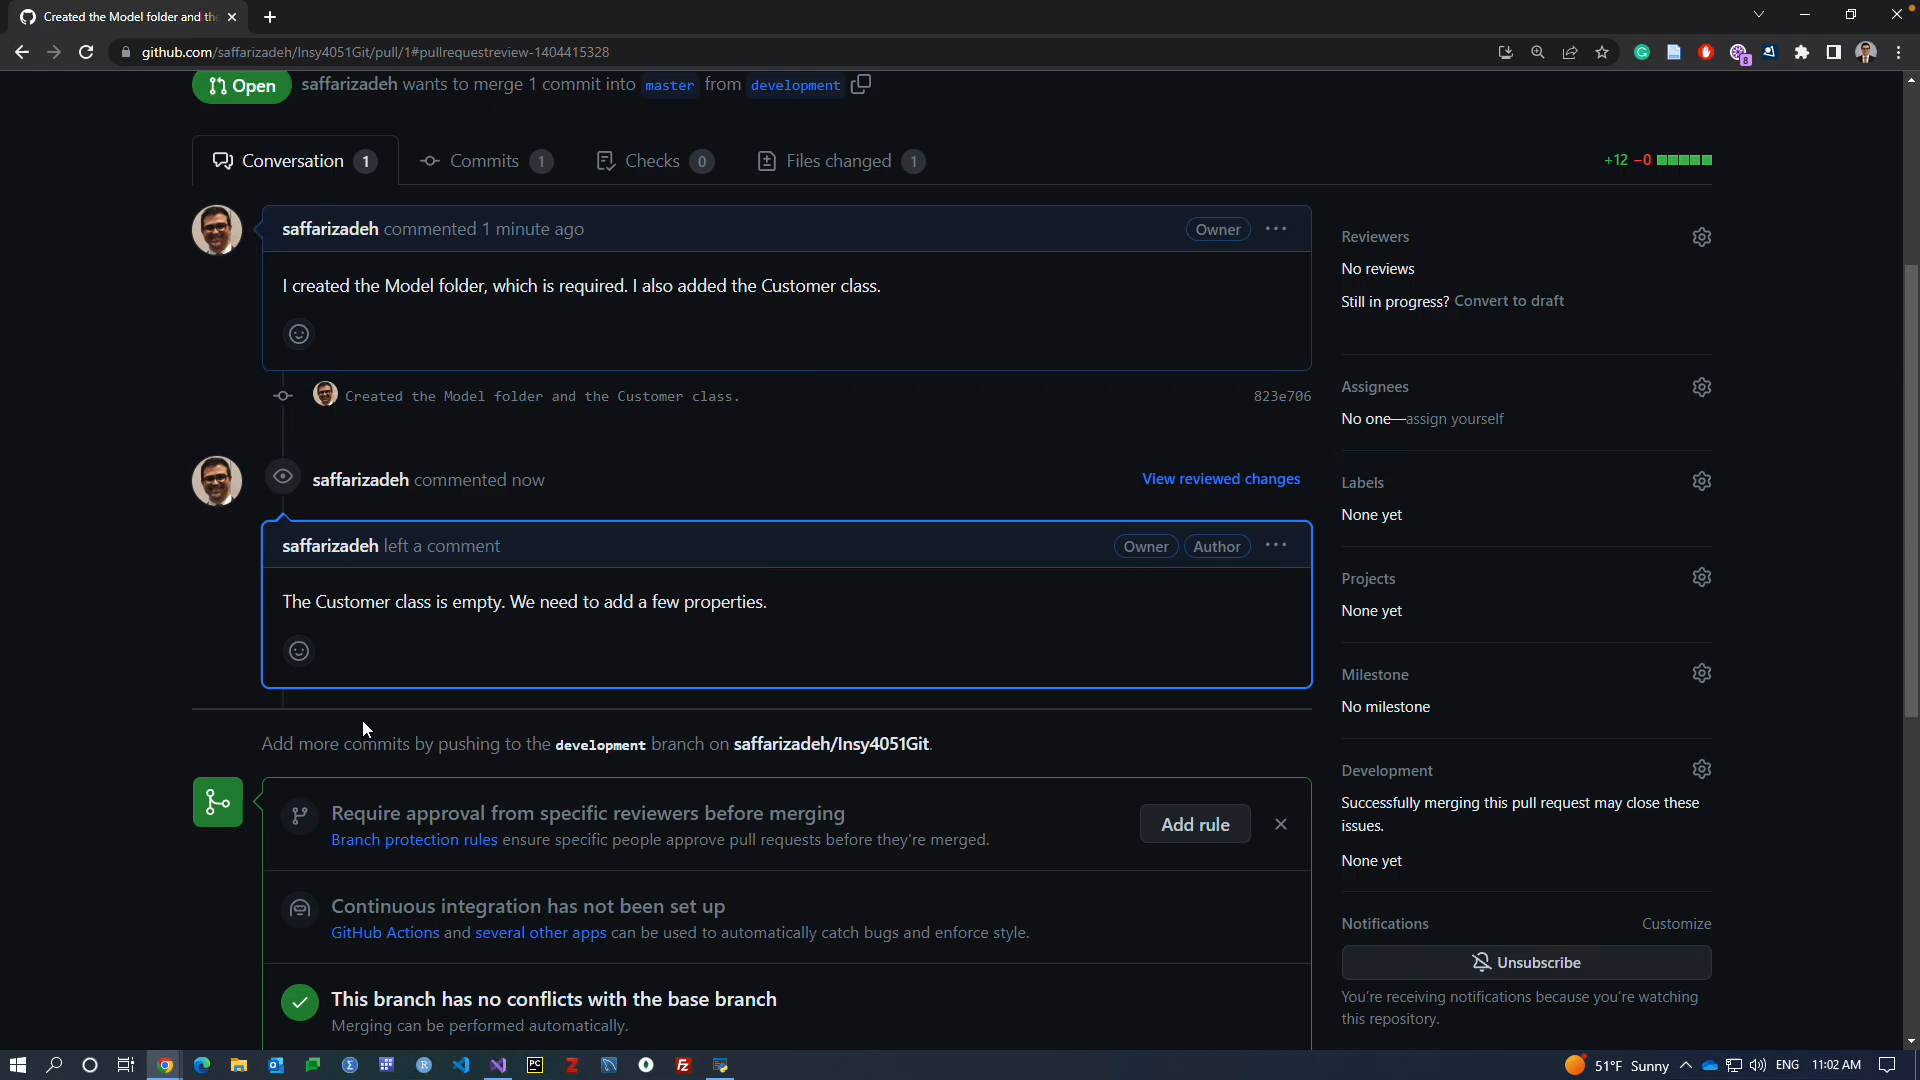 Created the Model folder and the
github.com/saffarizadeh/Insy4051Git/pull/1#pullrequestreview-1404415328
8
Open saffarizadeh wants to merge 1 commit into master from development
Conversation 1 Commits 1 Checks 0 Files changed 1 +12 −0
saffarizadeh commented 1 minute ago Owner ...
I created the Model folder, which is required. I also added the Customer class.
Created the Model folder and the Customer class. 823e706
saffarizadeh commented now View reviewed changes
saffarizadeh left a comment Owner Author ...
The Customer class is empty. We need to add a few properties.
Add more commits by pushing to the development branch on saffarizadeh/Insy4051Git.
Require approval from specific reviewers before merging
Branch protection rules ensure specific people approve pull requests before they're merged.
Add rule
Continuous integration has not been set up
GitHub Actions and several other apps can be used to automatically catch bugs and enforce style.
This branch has no conflicts with the base branch
Merging can be performed automatically.
Reviewers
No reviews
Still in progress? Convert to draft
Assignees
No one—assign yourself
Labels
None yet
Projects
None yet
Milestone
No milestone
Development
Successfully merging this pull request may close these
issues.
None yet
Notifications Customize
Unsubscribe
You're receiving notifications because you're watching
this repository.
PC Z Fz
51°F Sunny ENG 11:02 AM